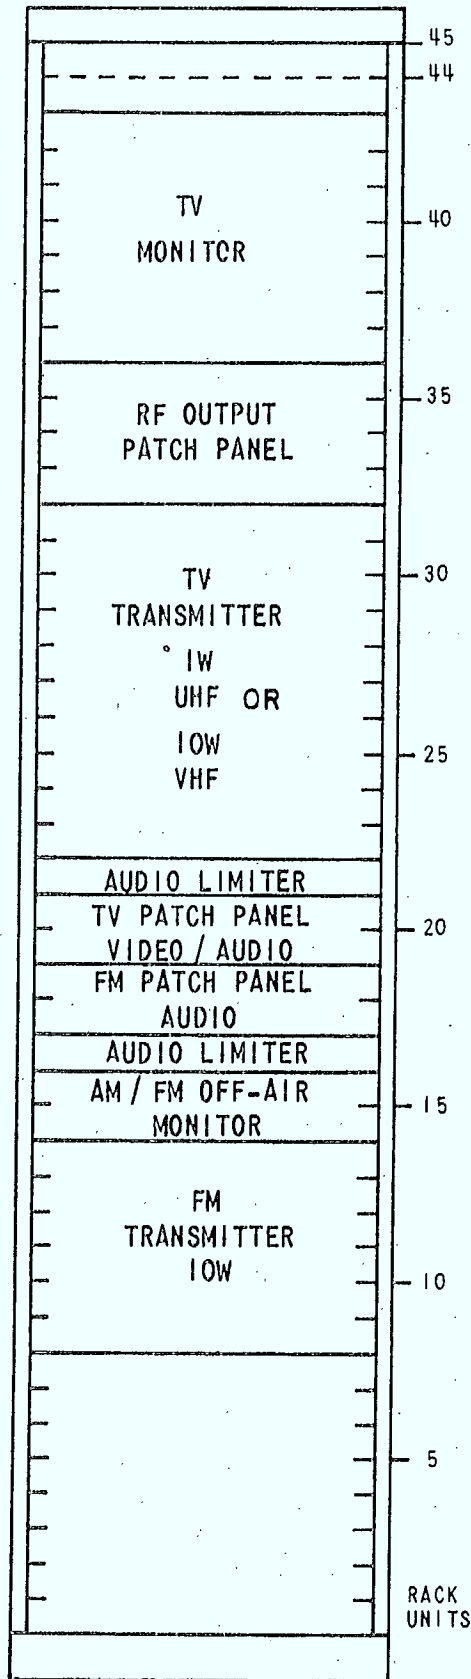 45
44
TV
MONITOR
40
35
RF OUTPUT
PATCH PANEL
30
TV
TRANSMITTER
1W
UHF OR
10W
VHF
25
AUDIO LIMITER
TV PATCH PANEL
VIDEO / AUDIO
20
FM PATCH PANEL
AUDIO
AUDIO LIMITER
AM / FM OFF-AIR
MONITOR
15
FM
TRANSMITTER
10W
10
5
RACK
UNITS